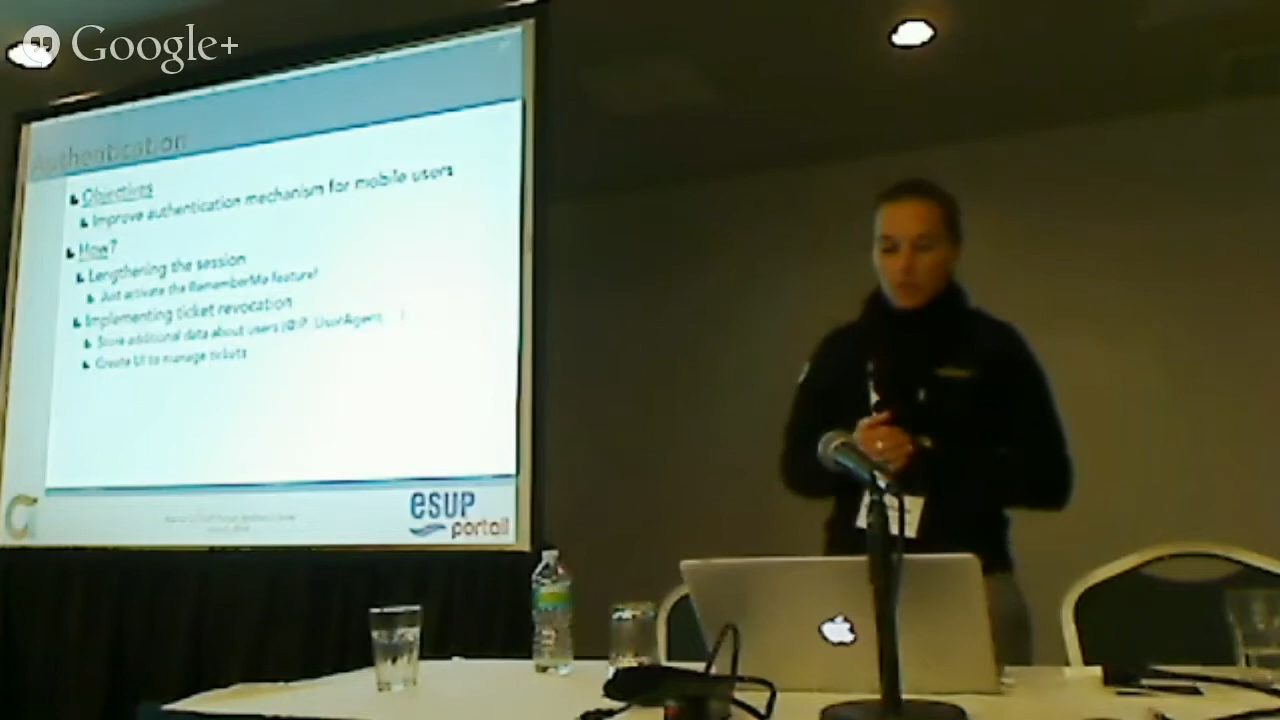 Google+
Authentication
Objectives
Improve authentication mechanism for mobile users
How?
Lengthening the session
Just activate the RememberMe feature!
Implementing ticket revocation
Store additional data about users (@IP, UserAgent, ...)
Create UI to manage tickets
esup
portail